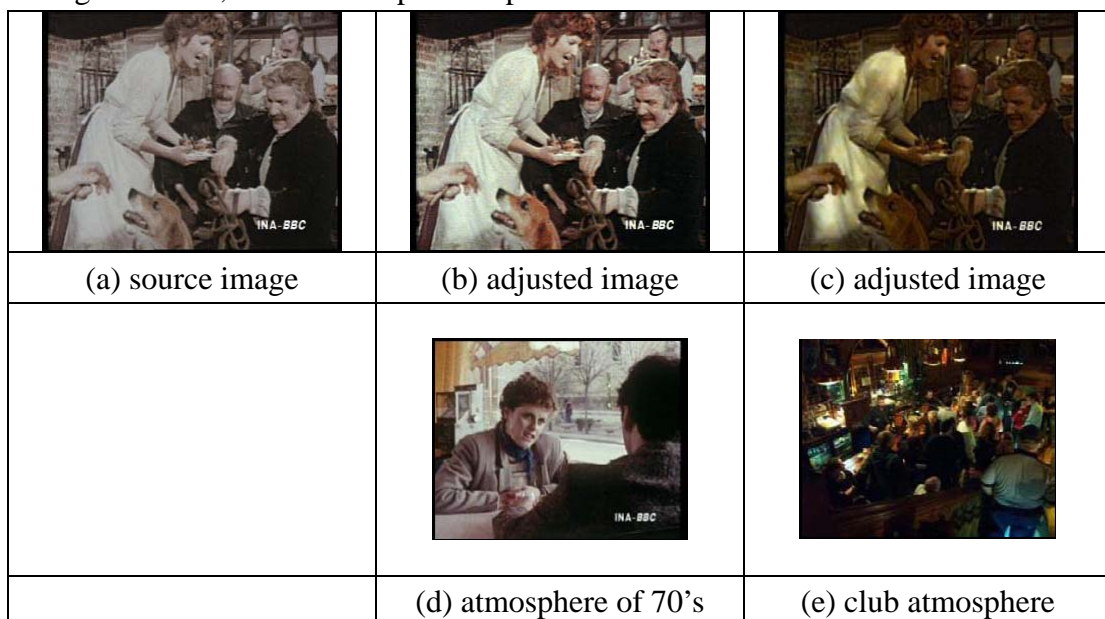 INA-BBC
INA-BBC
INA-BBC
(a) source image
(b) adjusted image
(c) adjusted image
INA-BBC
(d) atmosphere of 70’s
(e) club atmosphere